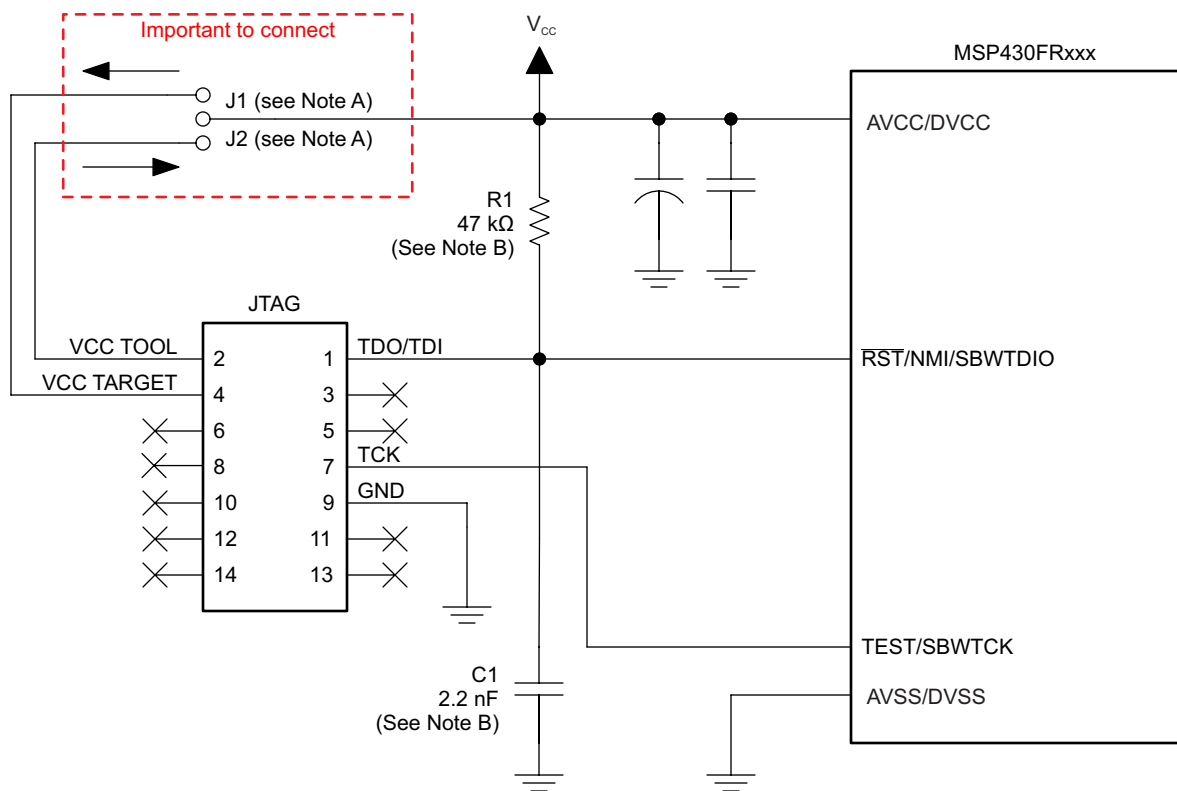 Important to connect
VCC
MSP430FRxxx
J1 (see Note A)
J2 (see Note A)
AVCC/DVCC
R1
47 kΩ
(See Note B)
JTAG
VCC TOOL
2
1
TDO/TDI
RST/NMI/SBWTDIO
VCC TARGET
4
3
6
5
8
7
TCK
10
9
GND
12
11
14
13
TEST/SBWTCK
C1
2.2 nF
(See Note B)
AVSS/DVSS